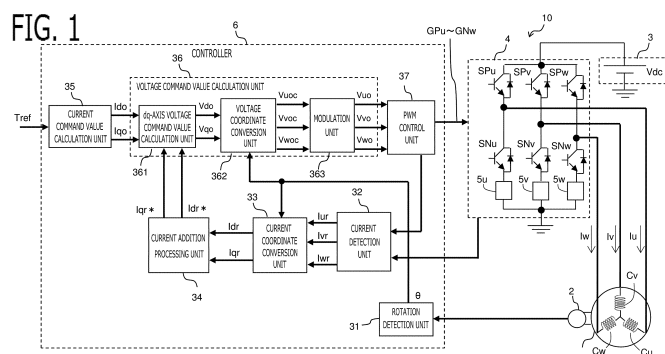 FIG. 1
6
CONTROLLER
10
3
4
GPu~GNw
36
VOLTAGE COMMAND VALUE CALCULATION UNIT
35
37
SPu
SPv
SPw
Vdc
Tref
CURRENT
COMMAND VALUE
CALCULATION UNIT
Ido
Iqo
dq-AXIS VOLTAGE
COMMAND VALUE
CALCULATION UNIT
361
Vdo
Vqo
VOLTAGE
COORDINATE
CONVERSION
UNIT
362
Vuoc
Vvoc
Vwoc
MODULATION
UNIT
363
Vuo
Vvo
Vwo
PWM
CONTROL
UNIT
SNu
SNv
SNw
5u
5v
5w
Iqr*
Idr*
33
32
CURRENT ADDITION
PROCESSING UNIT
34
Idr
Iqr
CURRENT
COORDINATE
CONVERSION
UNIT
Iur
Ivr
Iwr
CURRENT
DETECTION
UNIT
Iw
Iv
Iu
θ
31
ROTATION
DETECTION UNIT
2
Cv
Cw
Cu